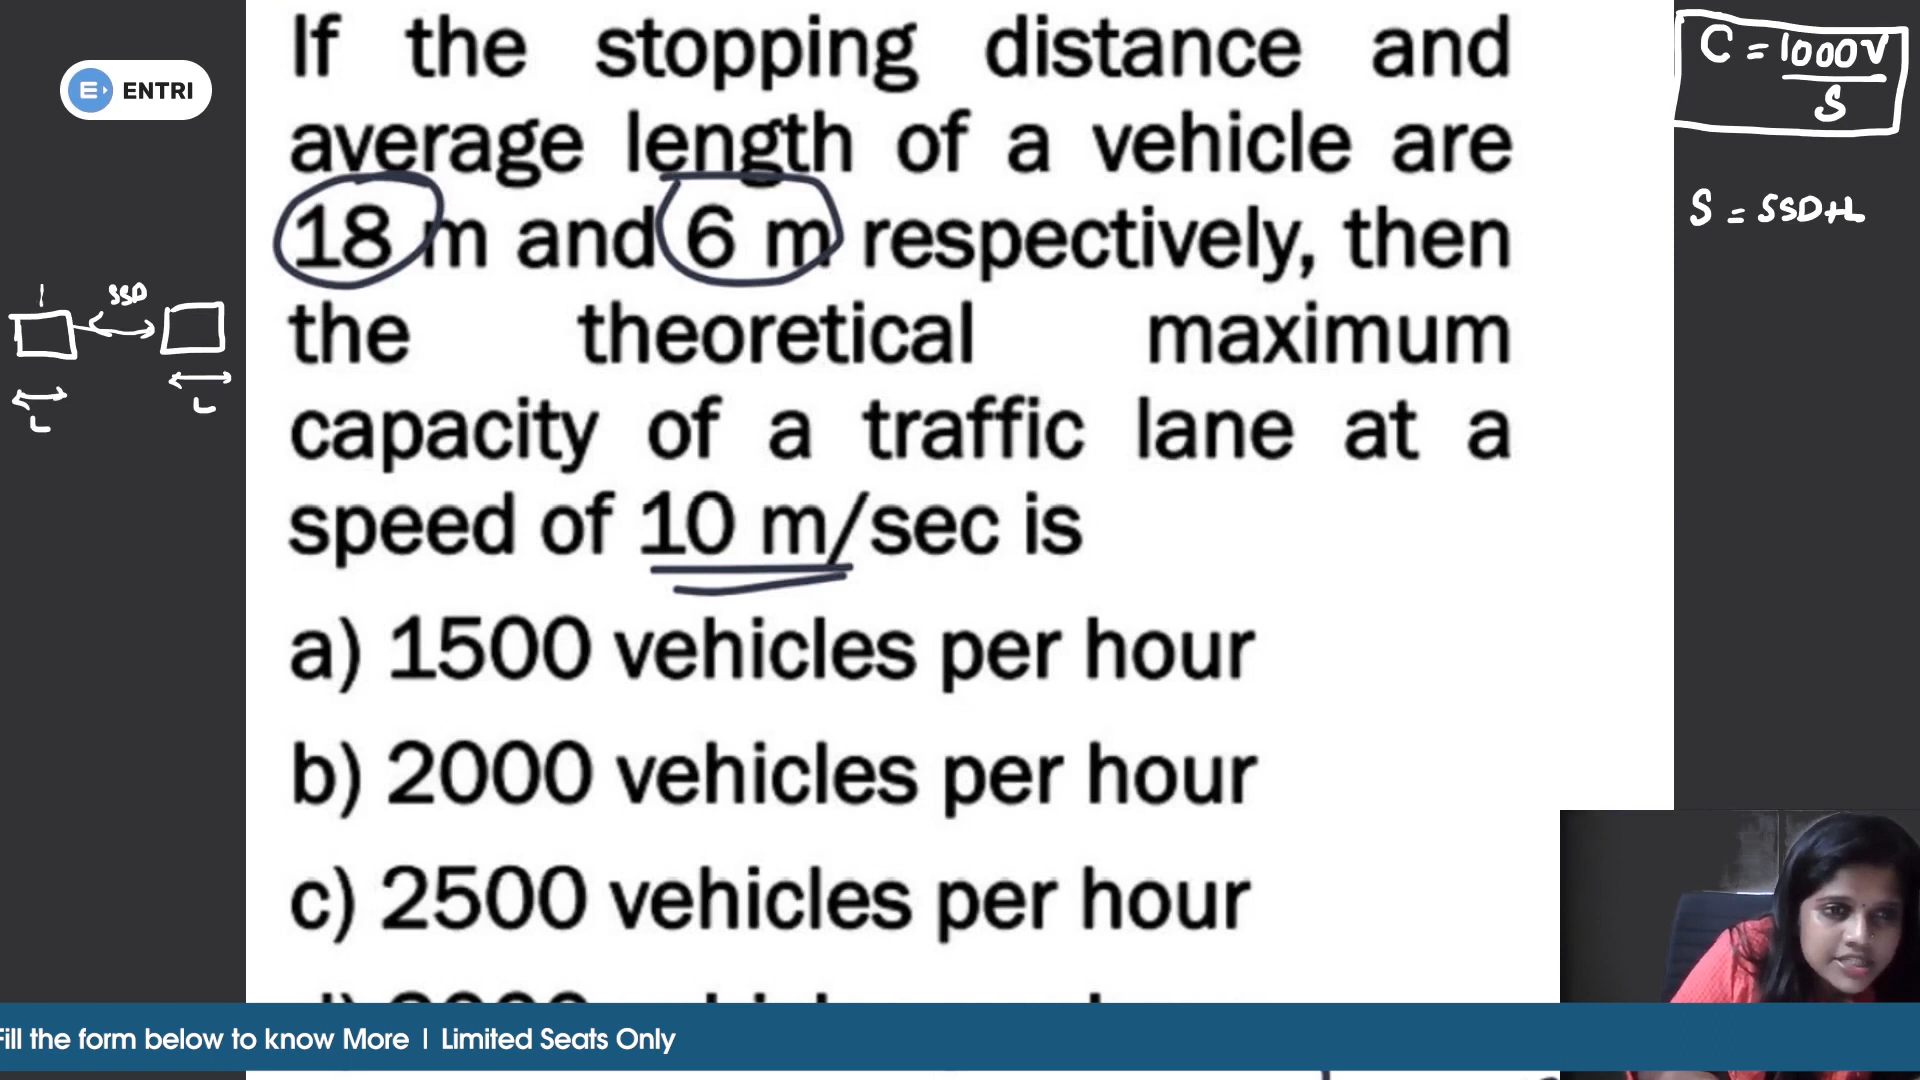 If the stopping distance and
average length of a vehicle are
18 m and 6 m respectively, then
the theoretical maximum
capacity of a traffic lane at a
speed of 10 m/sec is
a) 1500 vehicles per hour
b) 2000 vehicles per hour
c) 2500 vehicles per hour
E ENTRI
SSD
L
L
C = 1000V
S
S = SSD+L
Fill the form below to know More | Limited Seats Only